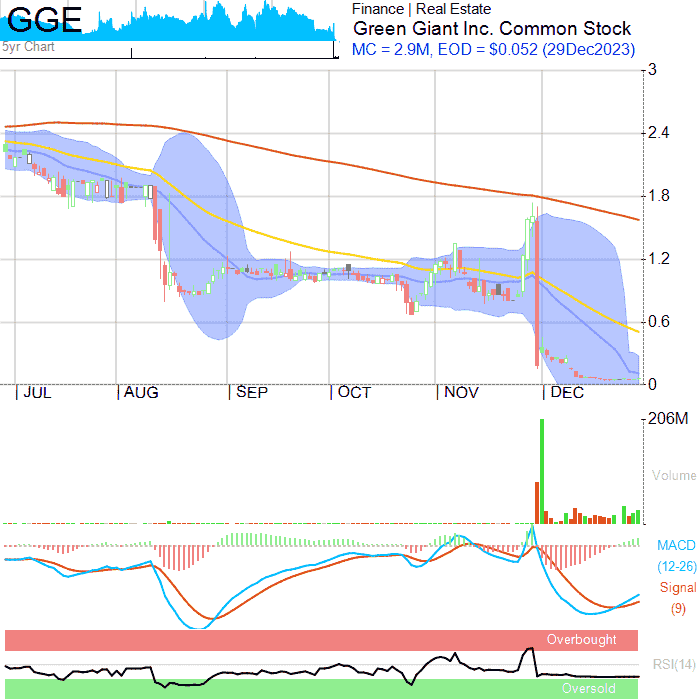 GGE
5yr Chart
Finance | Real Estate
Green Giant Inc. Common Stock
MC = 2.9M, EOD = $0.052 (29Dec2023)
3
2.4
1.8
1.2
0.6
0
JUL AUG SEP OCT NOV DEC
206M
Volume
MACD
(12-26)
Signal
(9)
Overbought
RSI(14)
Oversold